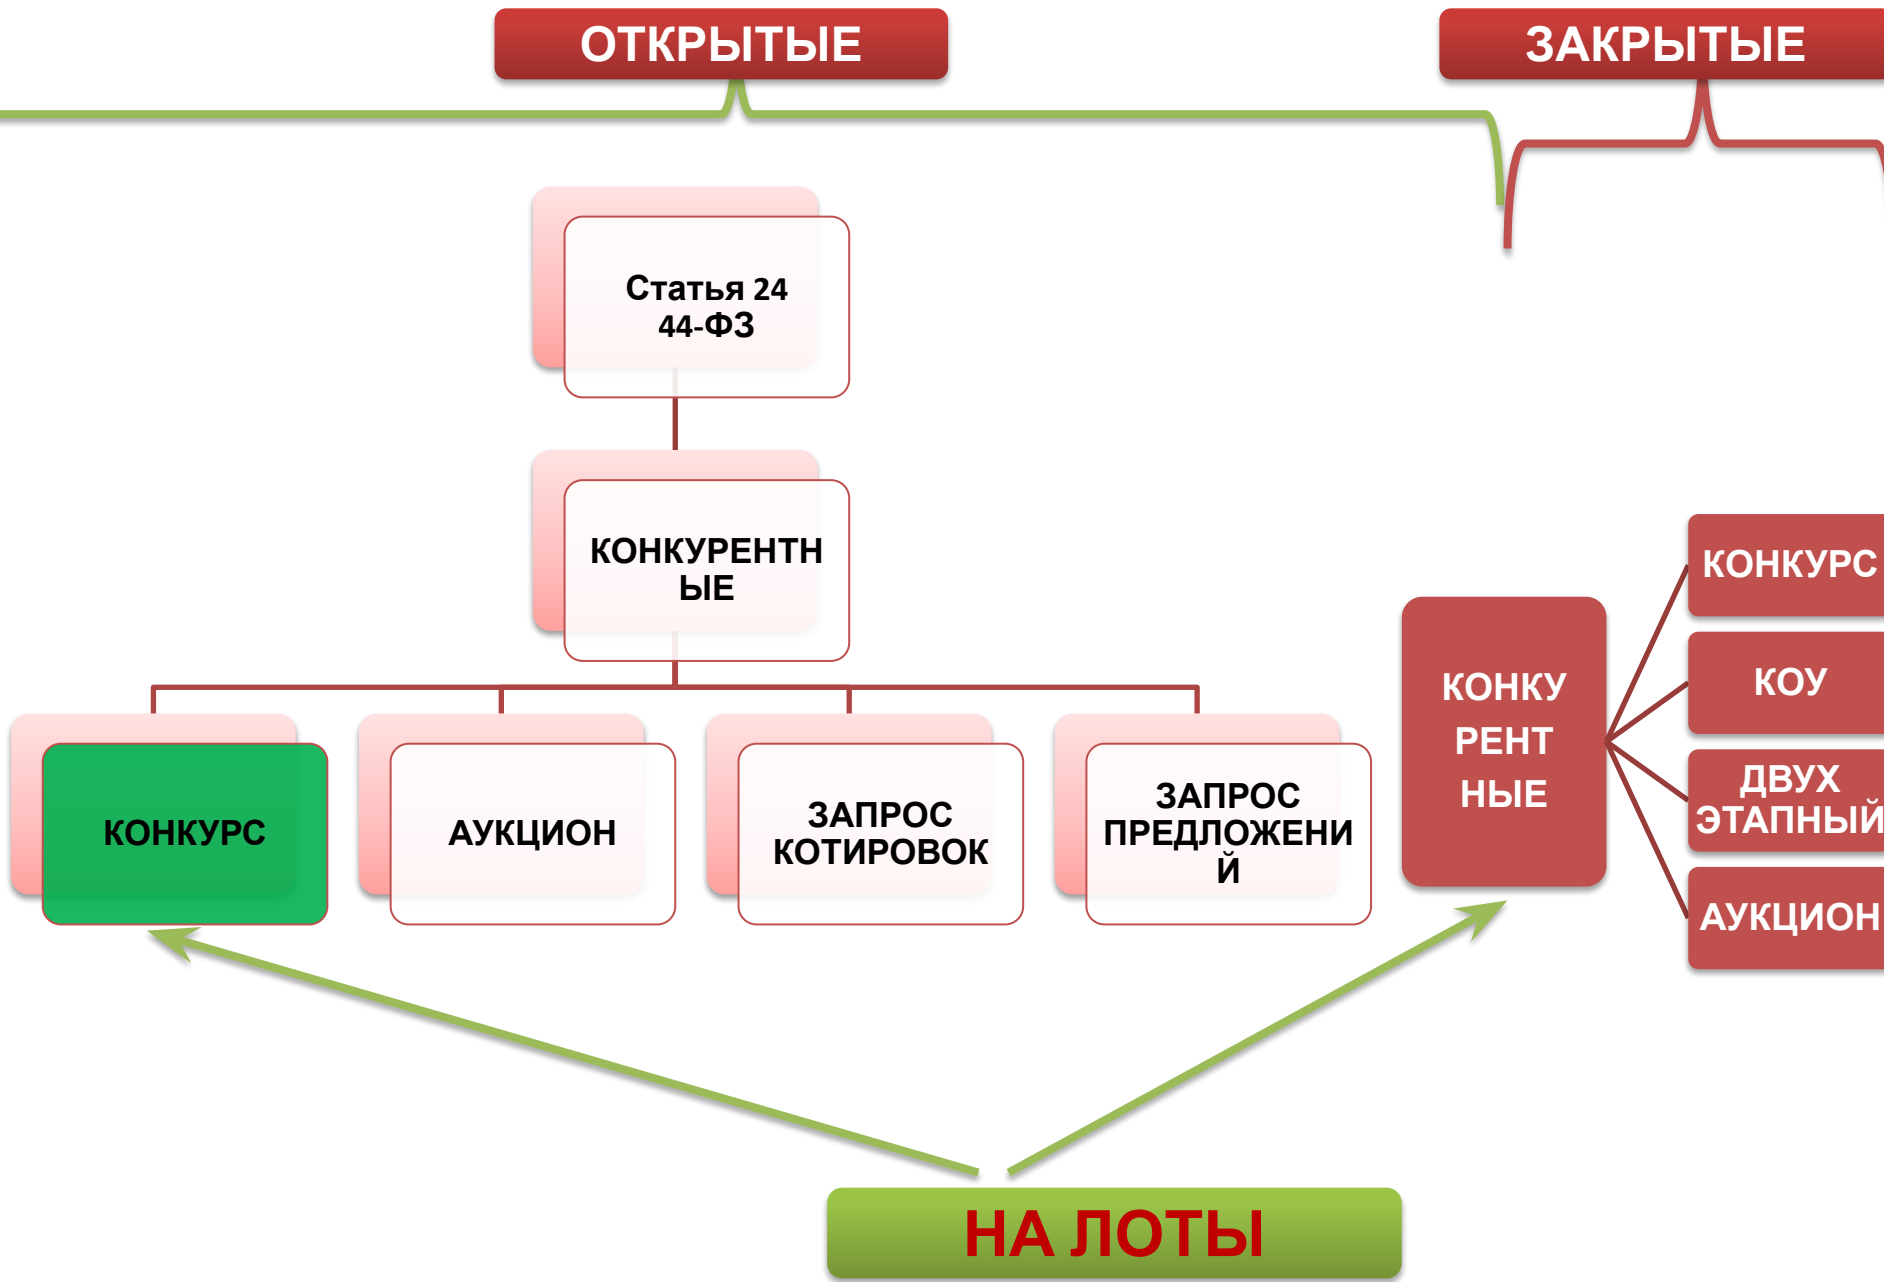 ОТКРЫТЫЕ
ЗАКРЫТЫЕ
Статья 24
44-ФЗ
КОНКУРЕНТН
ЫЕ
КОНКУРС
АУКЦИОН
ЗАПРОС
КОТИРОВОК
ЗАПРОС
ПРЕДЛОЖЕНИ
Й
КОНКУ
РЕНТ
НЫЕ
КОНКУРС
КОУ
ДВУХ
ЭТАПНЫЙ
АУКЦИОН
НА ЛОТЫ